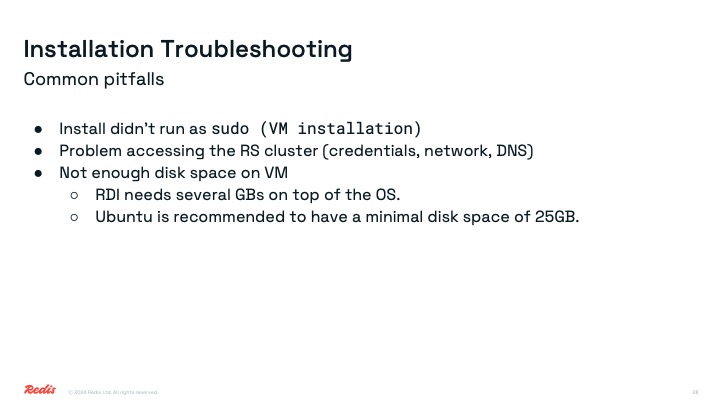 Installation Troubleshooting
Common pitfalls
● Install didn't run as sudo (VM installation)
● Problem accessing the RS cluster (credentials, network, DNS)
● Not enough disk space on VM
○ RDI needs several GBs on top of the OS.
○ Ubuntu is recommended to have a minimal disk space of 25GB.
Redis © 2024 Redis Ltd. All rights reserved.